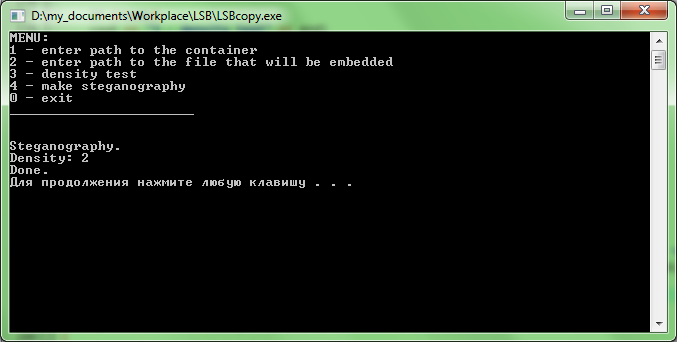 D:\my_documents\Workplace\LSB\LSBcopy.exe
MENU:
1 - enter path to the container
2 - enter path to the file that will be embedded
3 - density test
4 - make steganography
0 - exit
_______________________
Steganography.
Density: 2
Done.
Для продолжения нажмите любую клавишу . . .